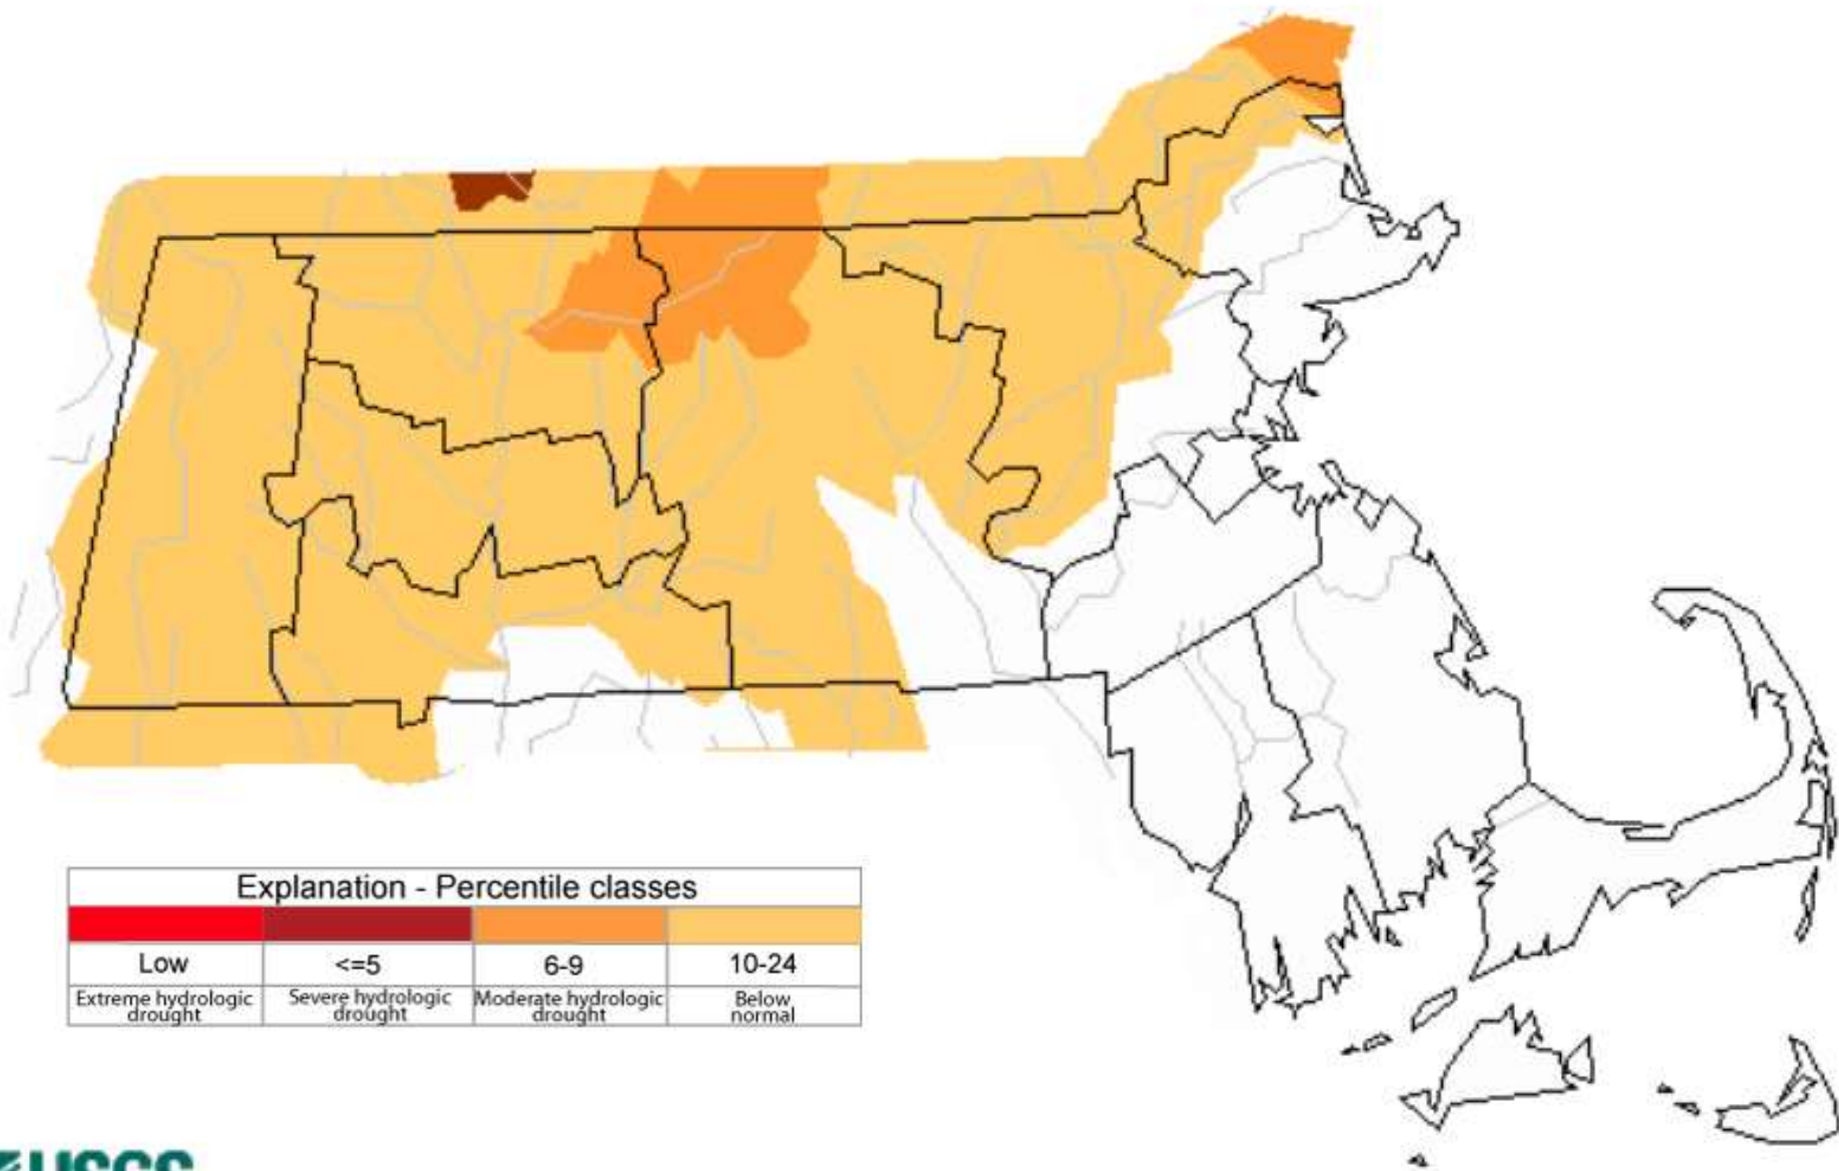 Explanation - Percentile classes
Low <=5 6-9 10-24
Extreme hydrologic drought
Severe hydrologic drought
Moderate hydrologic drought
Below normal
USGS